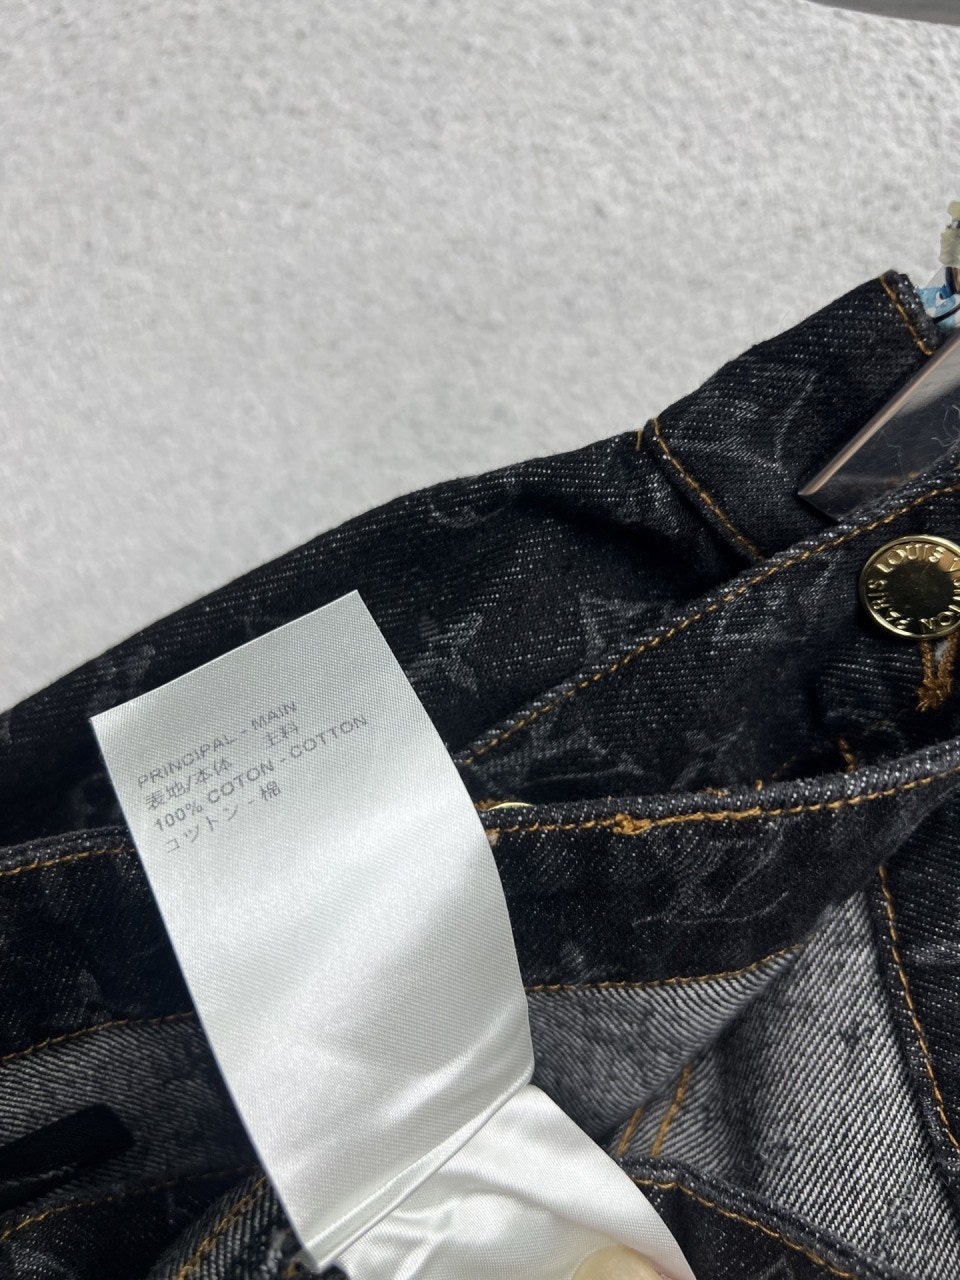 PRINCIPAL - MAIN
表地/本体 主料
100% COTON - COTTON
コットン - 棉
LOUIS VUITTON PARIS